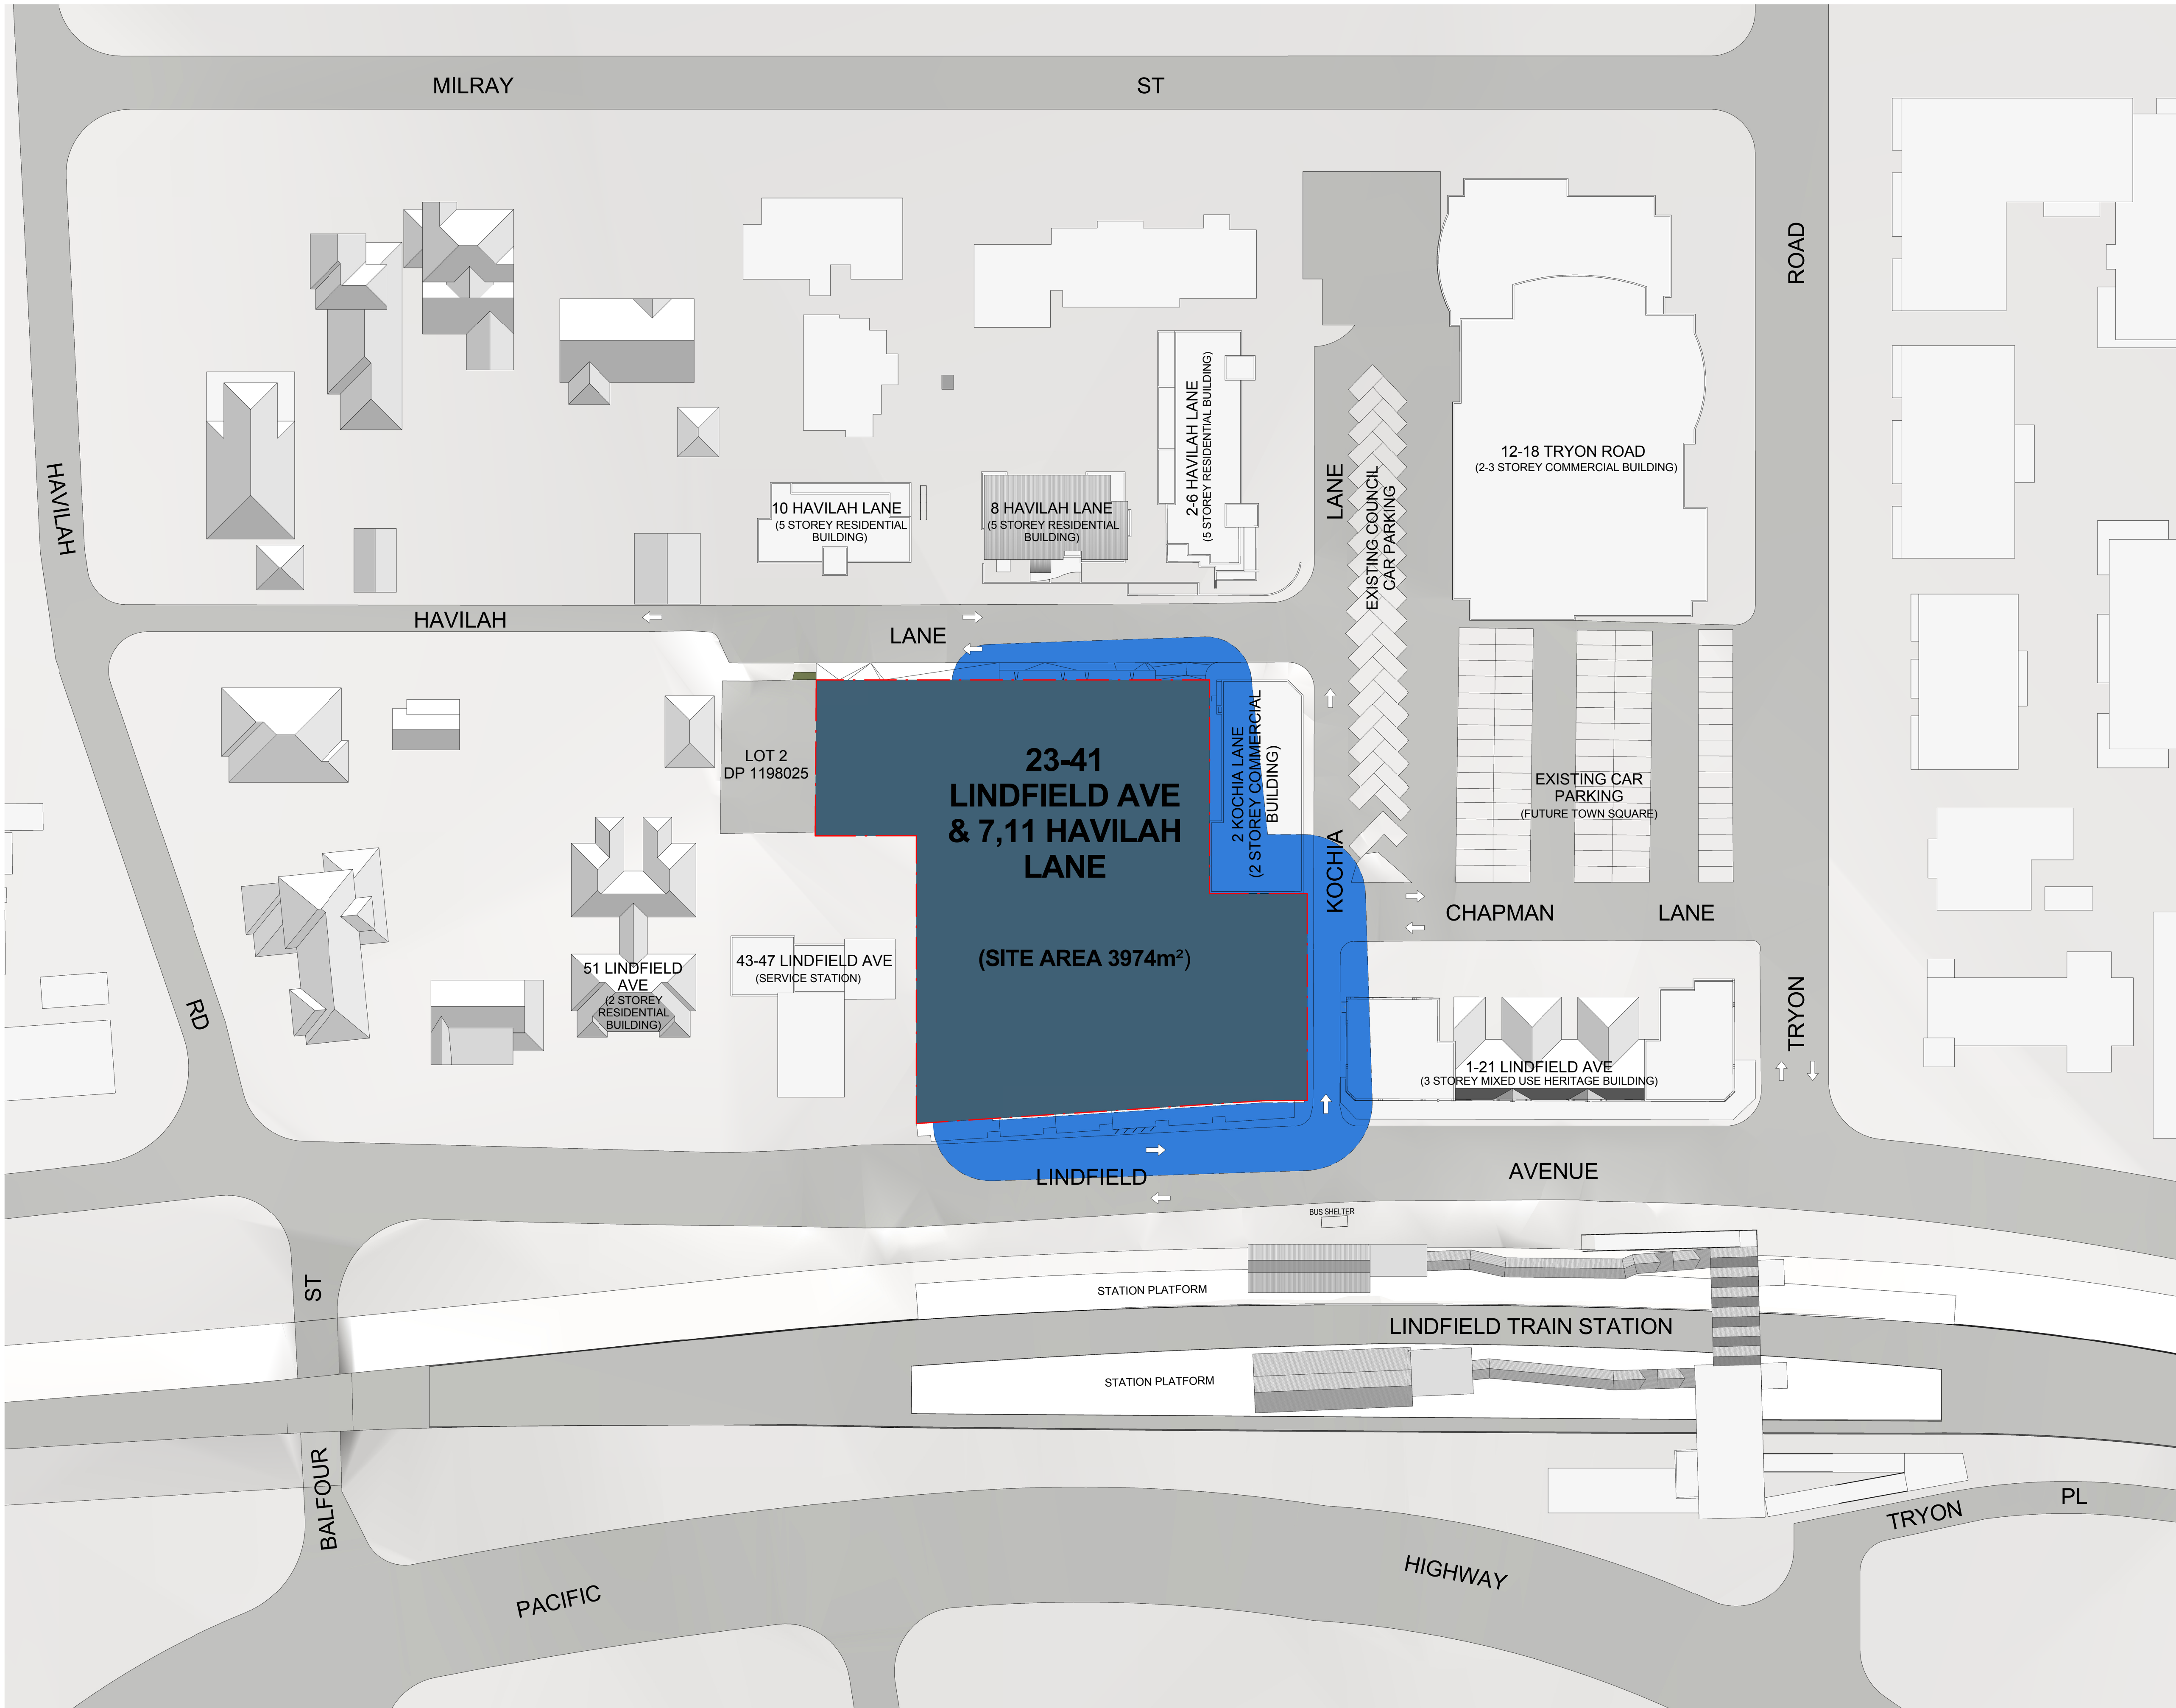 MILRAY ST
ROAD
HAVILAH
LANE
2-6 HAVILAH LANE
(5 STOREY RESIDENTIAL BUILDING)
12-18 TRYON ROAD
(2-3 STOREY COMMERCIAL BUILDING)
EXISTING COUNCIL
CAR PARKING
10 HAVILAH LANE
(5 STOREY RESIDENTIAL
BUILDING)
8 HAVILAH LANE
(5 STOREY RESIDENTIAL
BUILDING)
HAVILAH
LANE
LOT 2
DP 1198025
23-41
LINDFIELD AVE
& 7,11 HAVILAH
LANE
(SITE AREA 3974m²)
2 KOCHIA LANE
(2 STOREY COMMERCIAL
BUILDING)
KOCHIA
EXISTING CAR
PARKING
(FUTURE TOWN SQUARE)
CHAPMAN LANE
51 LINDFIELD
AVE
(2 STOREY
RESIDENTIAL
BUILDING)
43-47 LINDFIELD AVE
(SERVICE STATION)
RD
TRYON
1-21 LINDFIELD AVE
(3 STOREY MIXED USE HERITAGE BUILDING)
LINDFIELD AVENUE
BUS SHELTER
ST
STATION PLATFORM
LINDFIELD TRAIN STATION
STATION PLATFORM
BALFOUR
TRYON PL
PACIFIC HIGHWAY